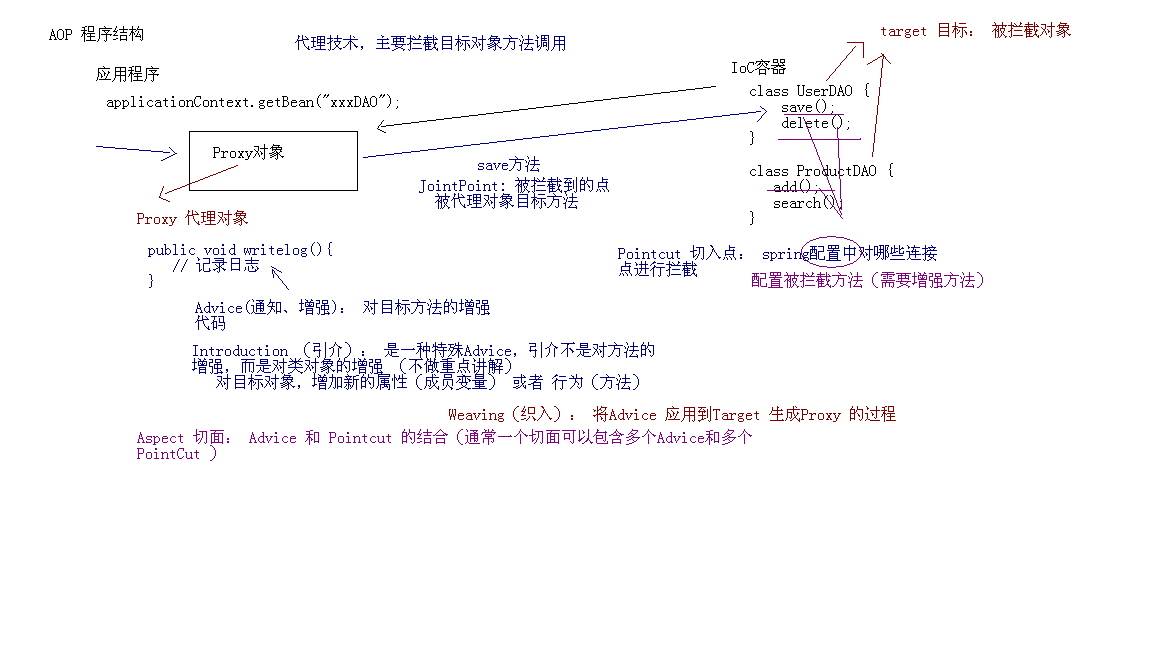 AOP 程序结构
代理技术，主要拦截目标对象方法调用
target 目标： 被拦截对象
应用程序
applicationContext.getBean("xxxDAO");
IoC容器
class UserDAO {
save();
delete();
}
Proxy对象
save方法
JointPoint：被拦截到的点
被代理对象目标方法
class ProductDAO {
add();
search();
}
Proxy 代理对象
public void writelog(){
// 记录日志
}
Pointcut 切入点： spring配置中对哪些连接
点进行拦截
配置被拦截方法（需要增强方法）
Advice(通知、增强)： 对目标方法的增强
代码
Introduction （引介）： 是一种特殊Advice，引介不是对方法的
增强，而是对类对象的增强 （不做重点讲解）
对目标对象，增加新的属性（成员变量） 或者 行为（方法）
Weaving（织入）： 将Advice 应用到Target 生成Proxy 的过程
Aspect 切面： Advice 和 Pointcut 的结合（通常一个切面可以包含多个Advice和多个
PointCut ）